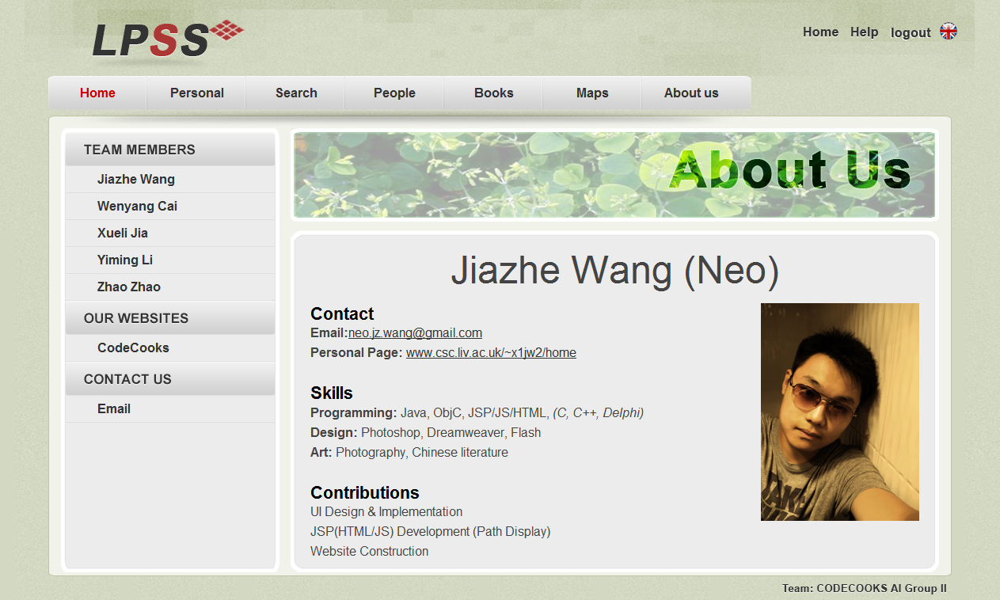 LPSS
Home Help logout
Home Personal Search People Books Maps About us
TEAM MEMBERS
Jiazhe Wang
Wenyang Cai
Xueli Jia
Yiming Li
Zhao Zhao
OUR WEBSITES
CodeCooks
CONTACT US
Email
About Us
Jiazhe Wang (Neo)
Contact
Email:neo.jz.wang@gmail.com
Personal Page: www.csc.liv.ac.uk/~x1jw2/home
Skills
Programming: Java, ObjC, JSP/JS/HTML, (C, C++, Delphi)
Design: Photoshop, Dreamweaver, Flash
Art: Photography, Chinese literature
Contributions
UI Design & Implementation
JSP(HTML/JS) Development (Path Display)
Website Construction
Team: CODECOOKS AI Group II